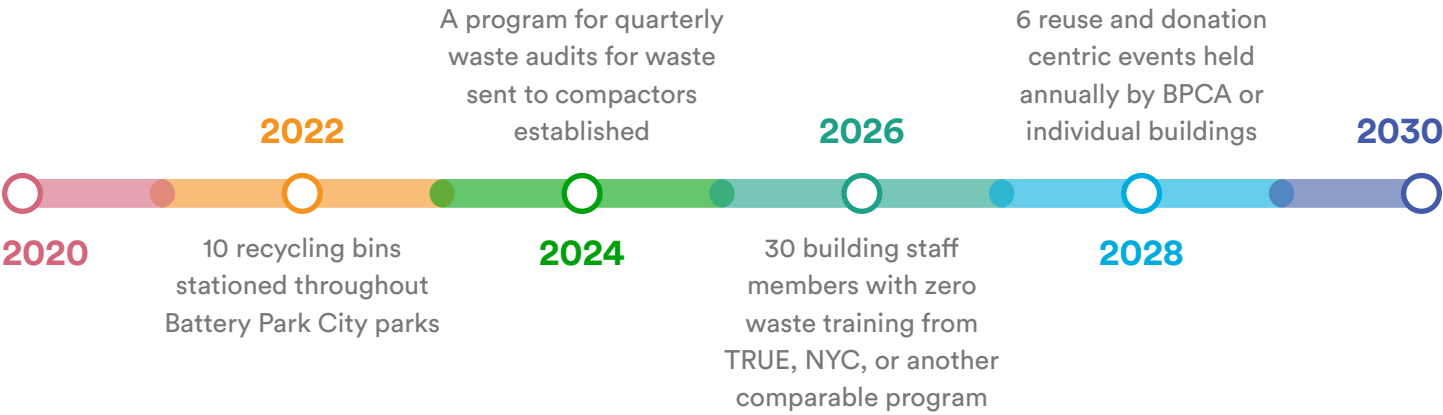 2020
2022
10 recycling bins
stationed throughout
Battery Park City parks
A program for quarterly
waste audits for waste
sent to compactors
established
2024
2026
30 building staff
members with zero
waste training from
TRUE, NYC, or another
comparable program
6 reuse and donation
centric events held
annually by BPCA or
individual buildings
2028
2030